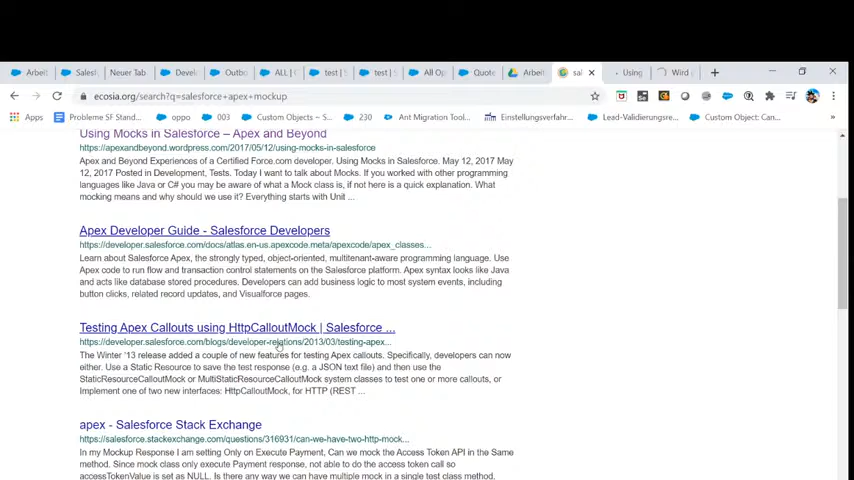 Arbeit
Salesf
Neuer Tab
Develo
Outbo
ALL | C
test | S
test | S
All Op
Quote
Arbeit
sal
Using
Wird g
ecosia.org/search?q=salesforce+apex+mockup
Apps
Probleme SF Stand...
oppo
003
Custom Objects ~ S...
230
Ant Migration Tool...
Einstellungsverfahr...
Lead-Validierungsre...
Custom Object: Can...
Using Mocks in Salesforce – Apex and Beyond
https://apexandbeyond.wordpress.com/2017/05/12/using-mocks-in-salesforce
Apex and Beyond Experiences of a Certified Force.com developer. Using Mocks in Salesforce. May 12, 2017 May
12, 2017 Posted in Development, Tests. Today I want to talk about Mocks. If you worked with other programming
languages like Java or C# you may be aware of what a Mock class is, if not here is a quick explanation. What
mocking means and why should we use it? Everything starts with Unit ...
Apex Developer Guide - Salesforce Developers
https://developer.salesforce.com/docs/atlas.en-us.apexcode.meta/apexcode/apex_classes...
Learn about Salesforce Apex, the strongly typed, object-oriented, multitenant-aware programming language. Use
Apex code to run flow and transaction control statements on the Salesforce platform. Apex syntax looks like Java
and acts like database stored procedures. Developers can add business logic to most system events, including
button clicks, related record updates, and Visualforce pages.
Testing Apex Callouts using HttpCalloutMock | Salesforce ...
https://developer.salesforce.com/blogs/developer-relations/2013/03/testing-apex...
The Winter '13 release added a couple of new features for testing Apex callouts. Specifically, developers can now
either. Use a Static Resource to save the test response (e.g. a JSON text file) and then use the
StaticResourceCalloutMock or MultiStaticResourceCalloutMock system classes to test one or more callouts, or
Implement one of two new interfaces: HttpCalloutMock, for HTTP (REST ...
apex - Salesforce Stack Exchange
https://salesforce.stackexchange.com/questions/316931/can-we-have-two-http-mock...
In my Mockup Response I am setting Only on Execute Payment, Can we mock the Access Token API in the Same
method. Since mock class only execute Payment response, not able to do the access token call so
accessTokenValue is set as NULL. Is there any way we can have multiple mock in a single test class method.